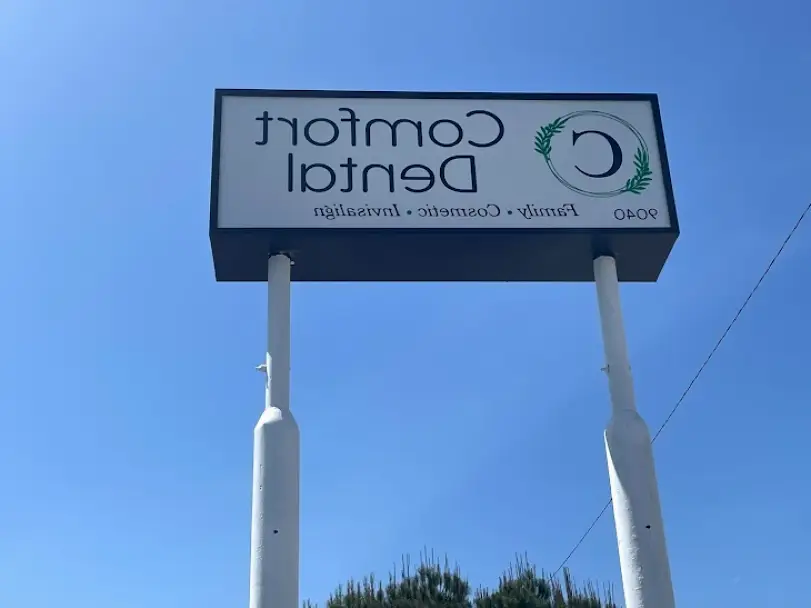 C
Comfort
Dental
9040
Family • Cosmetic • Invisalign